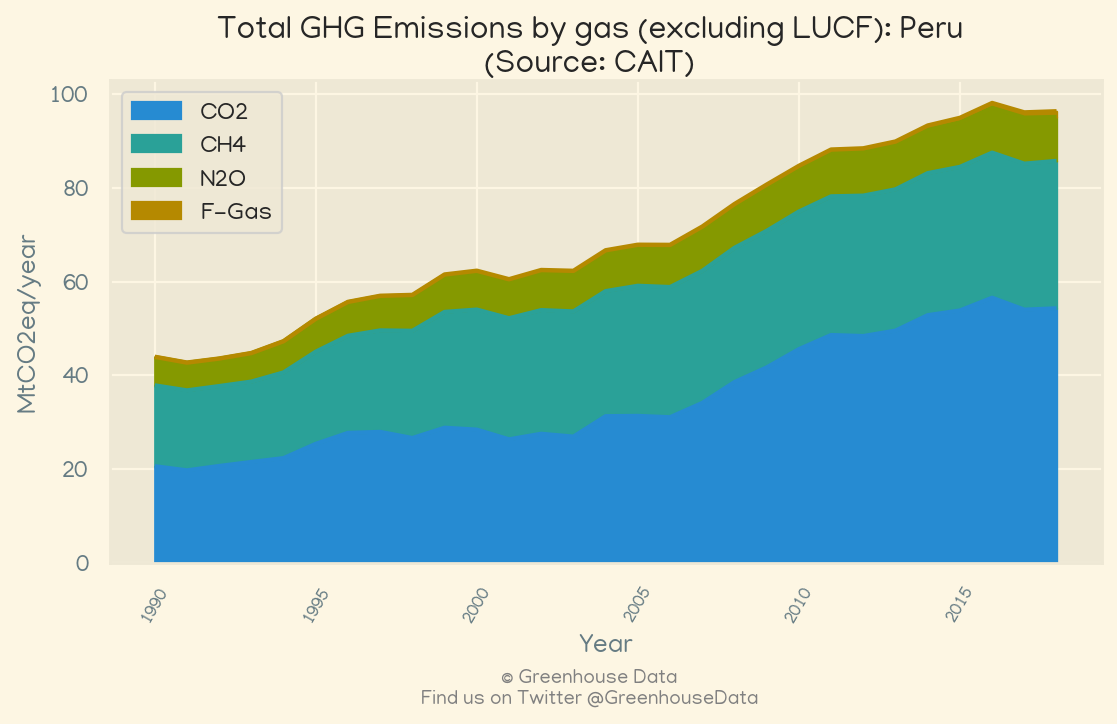 Total GHG Emissions by gas (excluding LUCF): Peru
(Source: CAIT)
CO2
CH4
N2O
F-Gas
MtCO2eq/year
100
80
60
40
20
0
1990
1995
2000
2005
2010
2015
Year
© Greenhouse Data
Find us on Twitter @GreenhouseData